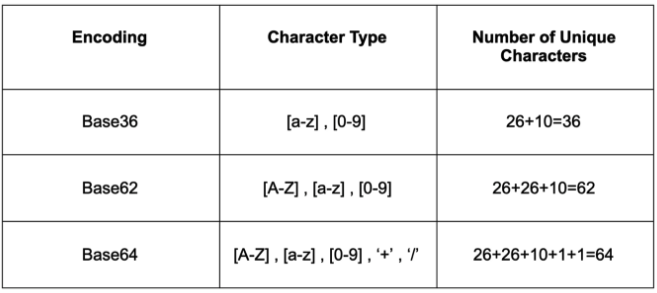 Encoding Character Type Number of Unique
Characters
Base36 [a-z] , [0-9] 26+10=36
Base62 [A-Z] , [a-z] , [0-9] 26+26+10=62
Base64 [A-Z] , [a-z] , [0-9] , ‘+’ , ‘/’ 26+26+10+1+1=64